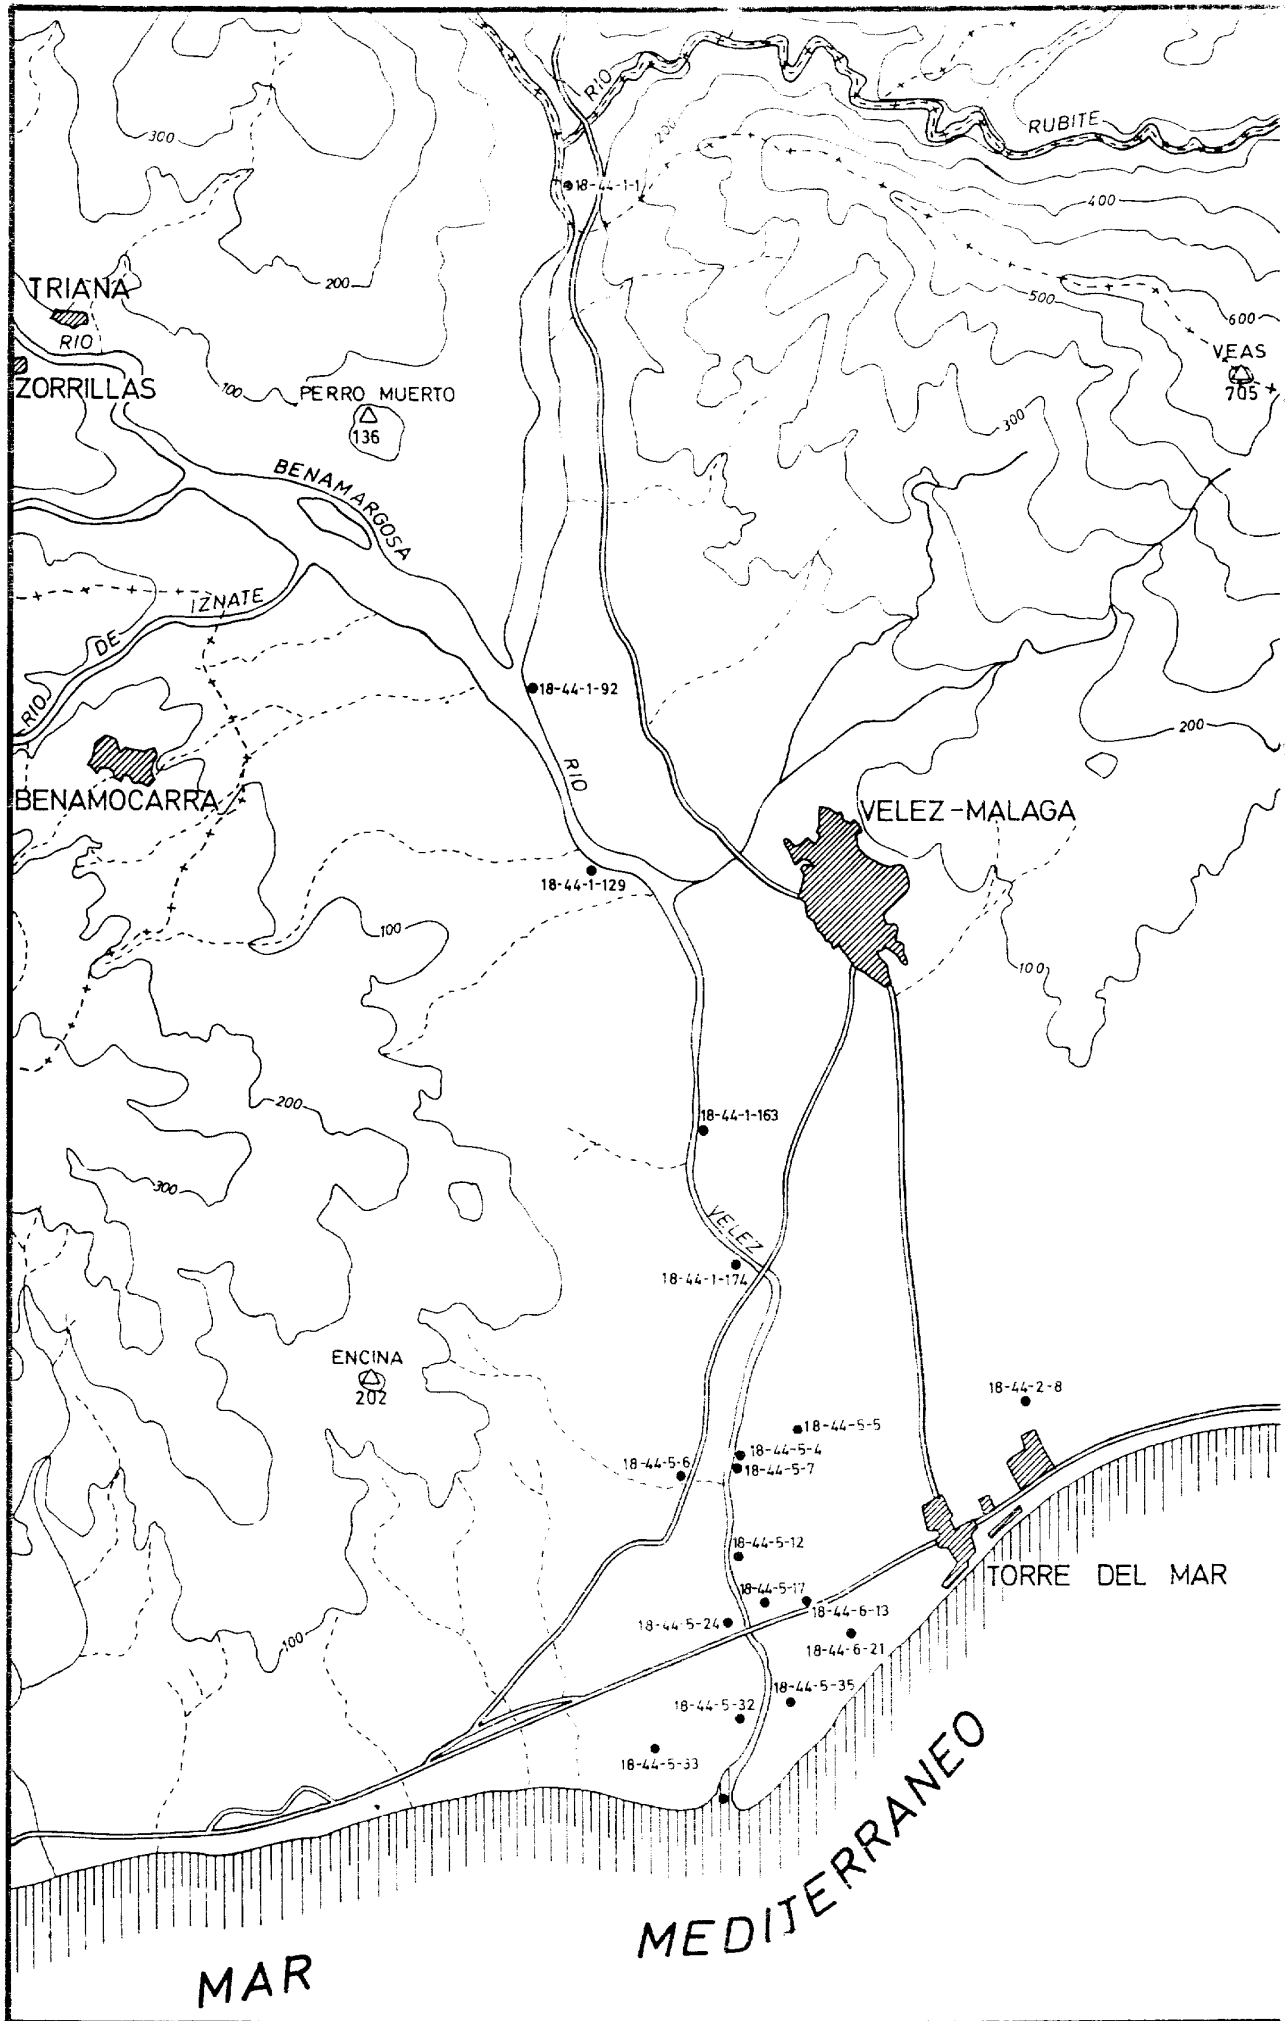 RIO
RUBITE
300
200
18-44-1-1
400
TRIANA
200
500
600
RIO
VEAS
705
ZORRILLAS
100
PERRO MUERTO
136
300
BENAMARGOSA
RIO DE IZNATE
18-44-1-92
200
RIO
BENAMOCARRA
VELEZ-MALAGA
18-44-1-129
100
100
200
18-44-1-163
300
VELEZ
18-44-1-174
ENCINA
202
18-44-2-8
18-44-5-5
18-44-5-4
18-44-5-6
18-44-5-7
18-44-5-12
TORRE DEL MAR
18-44-5-17
18-44-6-13
18-44-5-24
100
18-44-6-21
18-44-5-35
18-44-5-32
18-44-5-33
MAR MEDITERRANEO